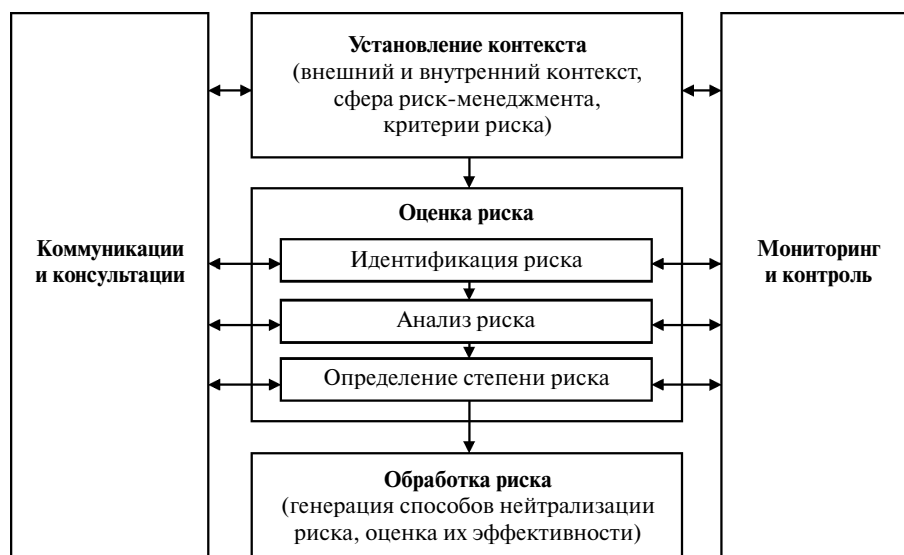 Установление контекста
(внешний и внутренний контекст,
сфера риск-менеджмента,
критерии риска)
Оценка риска
Коммуникации
и консультации
Идентификация риска
Анализ риска
Определение степени риска
Мониторинг
и контроль
Обработка риска
(генерация способов нейтрализации
риска, оценка их эффективности)